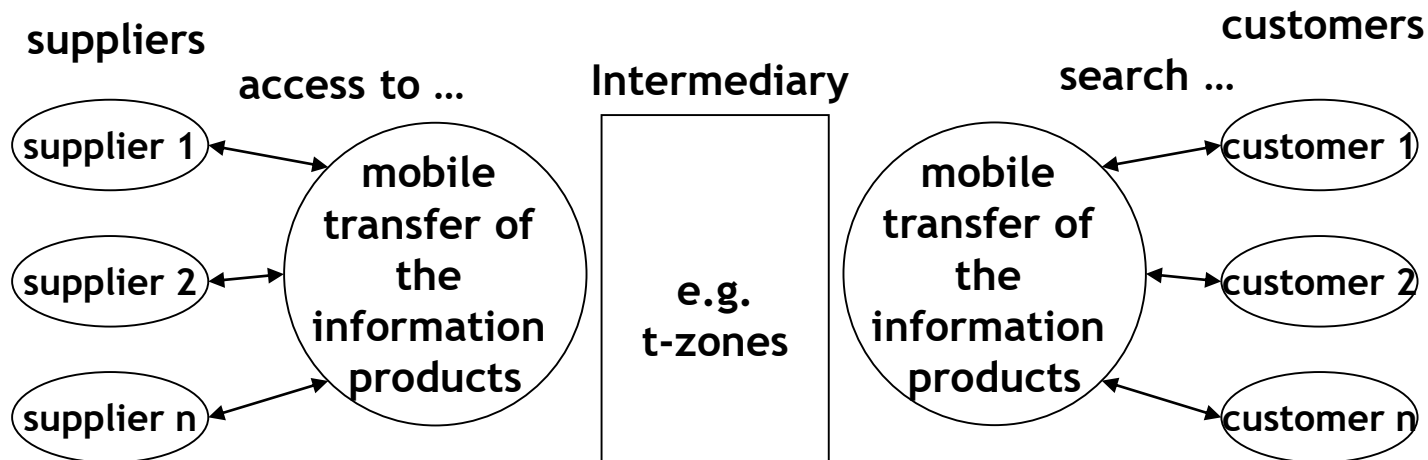 suppliers
customers
access to ...
Intermediary
search ...
supplier 1
supplier 2
supplier n
mobile
transfer of
the
information
products
e.g.
t-zones
mobile
transfer of
the
information
products
customer 1
customer 2
customer n